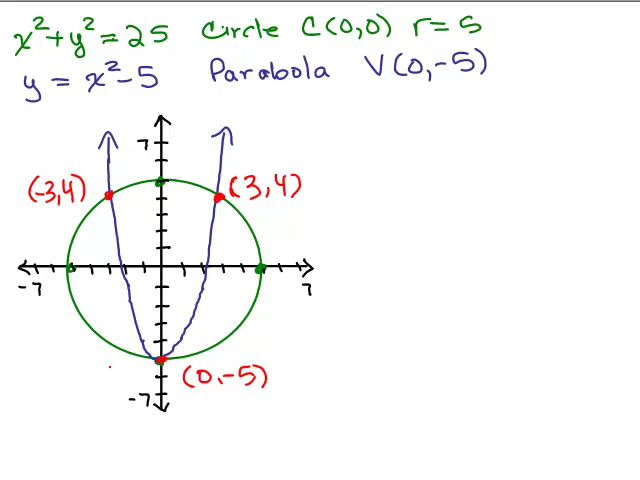 x²+y²=25 Circle C(0,0) r=5
y = x²-5 Parabola V(0,-5)
7
(-3,4) (3,4)
-7 7
(0,-5)
-7